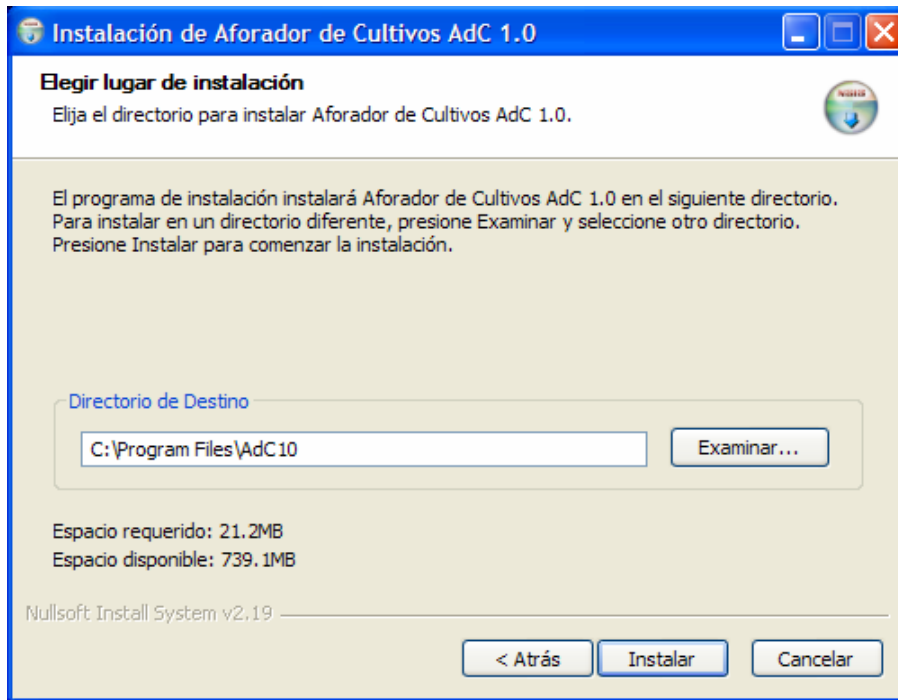 Instalación de Aforador de Cultivos AdC 1.0
Elegir lugar de instalación
Elija el directorio para instalar Aforador de Cultivos AdC 1.0.
El programa de instalación instalará Aforador de Cultivos AdC 1.0 en el siguiente directorio.
Para instalar en un directorio diferente, presione Examinar y seleccione otro directorio.
Presione Instalar para comenzar la instalación.
Directorio de Destino
C:\Program Files\AdC10
Examinar...
Espacio requerido: 21.2MB
Espacio disponible: 739.1MB
Nullsoft Install System v2.19
< Atrás
Instalar
Cancelar